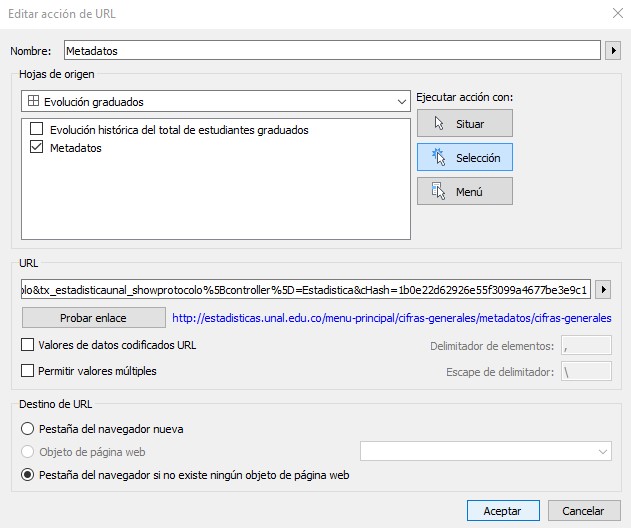 Editar acción de URL
Nombre:
Metadatos
Hojas de origen
Evolución graduados
Ejecutar acción con:
Evolución histórica del total de estudiantes graduados
Metadatos
Situar
Selección
Menú
URL
olo&tx_estadisticaunal_showprotocolo%5Bcontroller%5D=Estadistica&cHash=1b0e22d62926e55f3099a4677be3e9c1
Probar enlace
http://estadisticas.unal.edu.co/menu-principal/cifras-generales/metadatos/cifras-generales
Valores de datos codificados URL
Delimitador de elementos: ,
Permitir valores múltiples
Escape de delimitador: \
Destino de URL
Pestaña del navegador nueva
Objeto de página web
Pestaña del navegador si no existe ningún objeto de página web
Aceptar
Cancelar